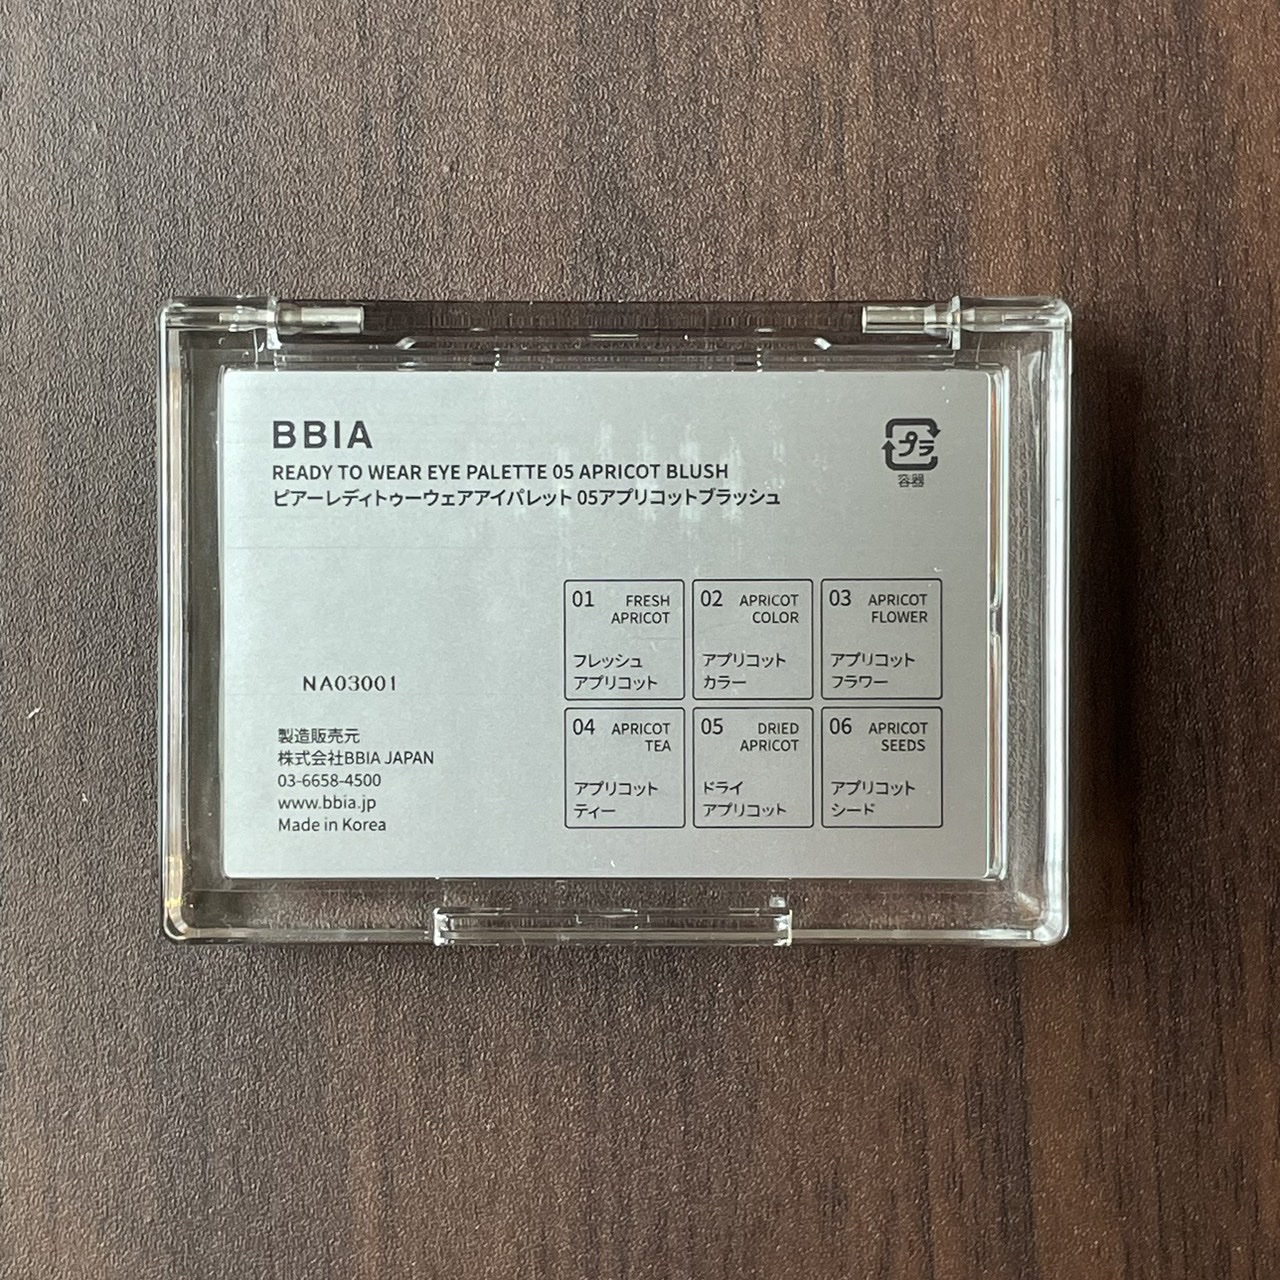 BBIA
READY TO WEAR EYE PALETTE 05 APRICOT BLUSH
ピアーレディトゥーウェアアイパレット 05アプリコットブラッシュ
プラ
容器
01 FRESH
APRICOT
フレッシュ
アプリコット
02 APRICOT
COLOR
アプリコット
カラー
03 APRICOT
FLOWER
アプリコット
フラワー
04 APRICOT
TEA
アプリコット
ティー
05 DRIED
APRICOT
ドライ
アプリコット
06 APRICOT
SEEDS
アプリコット
シード
NA03001
製造販売元
株式会社BBIA JAPAN
03-6658-4500
www.bbia.jp
Made in Korea